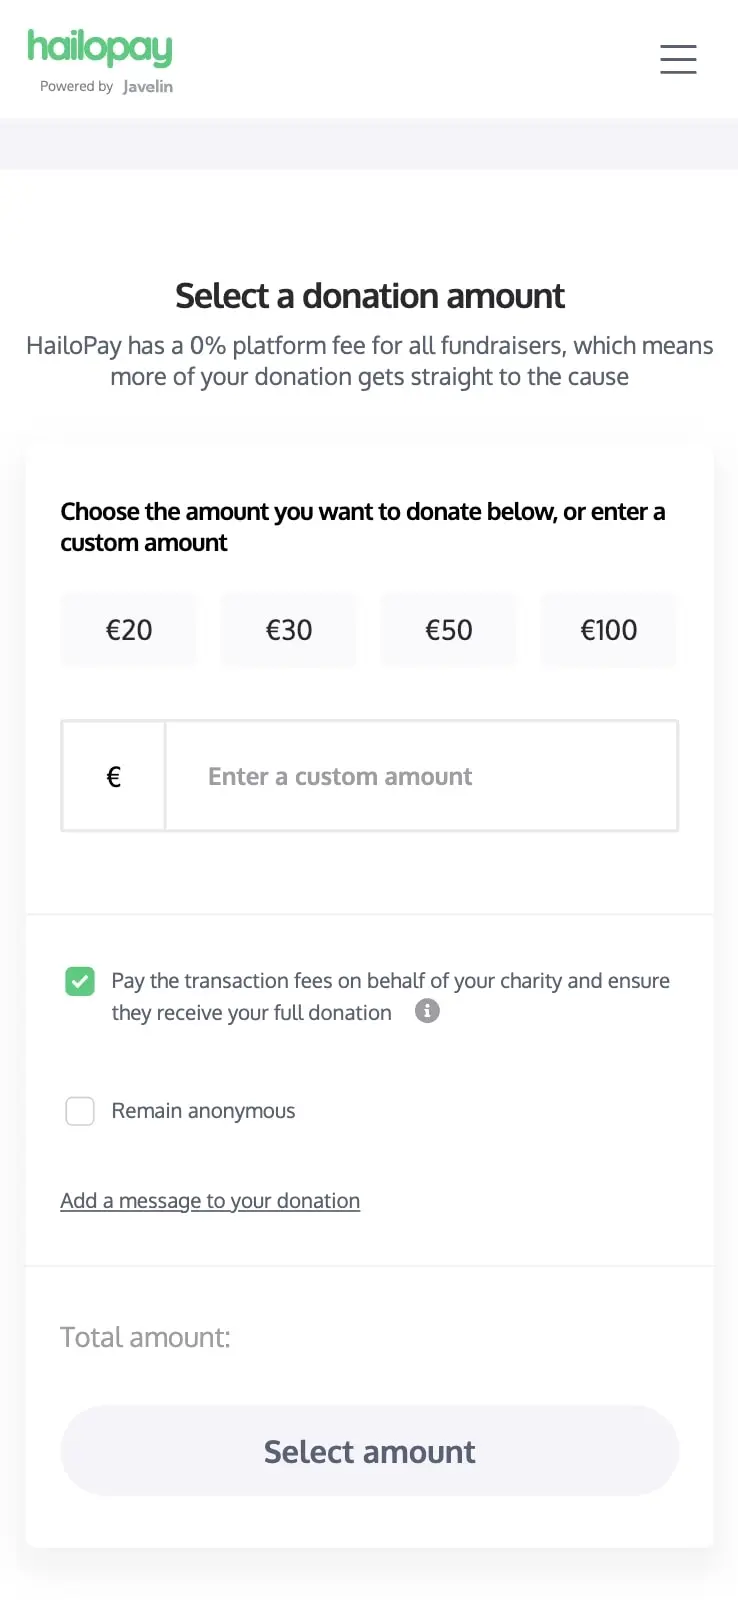 hailopay
Powered by Javelin
Select a donation amount
HailoPay has a 0% platform fee for all fundraisers, which means
more of your donation gets straight to the cause
Choose the amount you want to donate below, or enter a
custom amount
€20 €30 €50 €100
€ Enter a custom amount
Pay the transaction fees on behalf of your charity and ensure
they receive your full donation
Remain anonymous
Add a message to your donation
Total amount:
Select amount